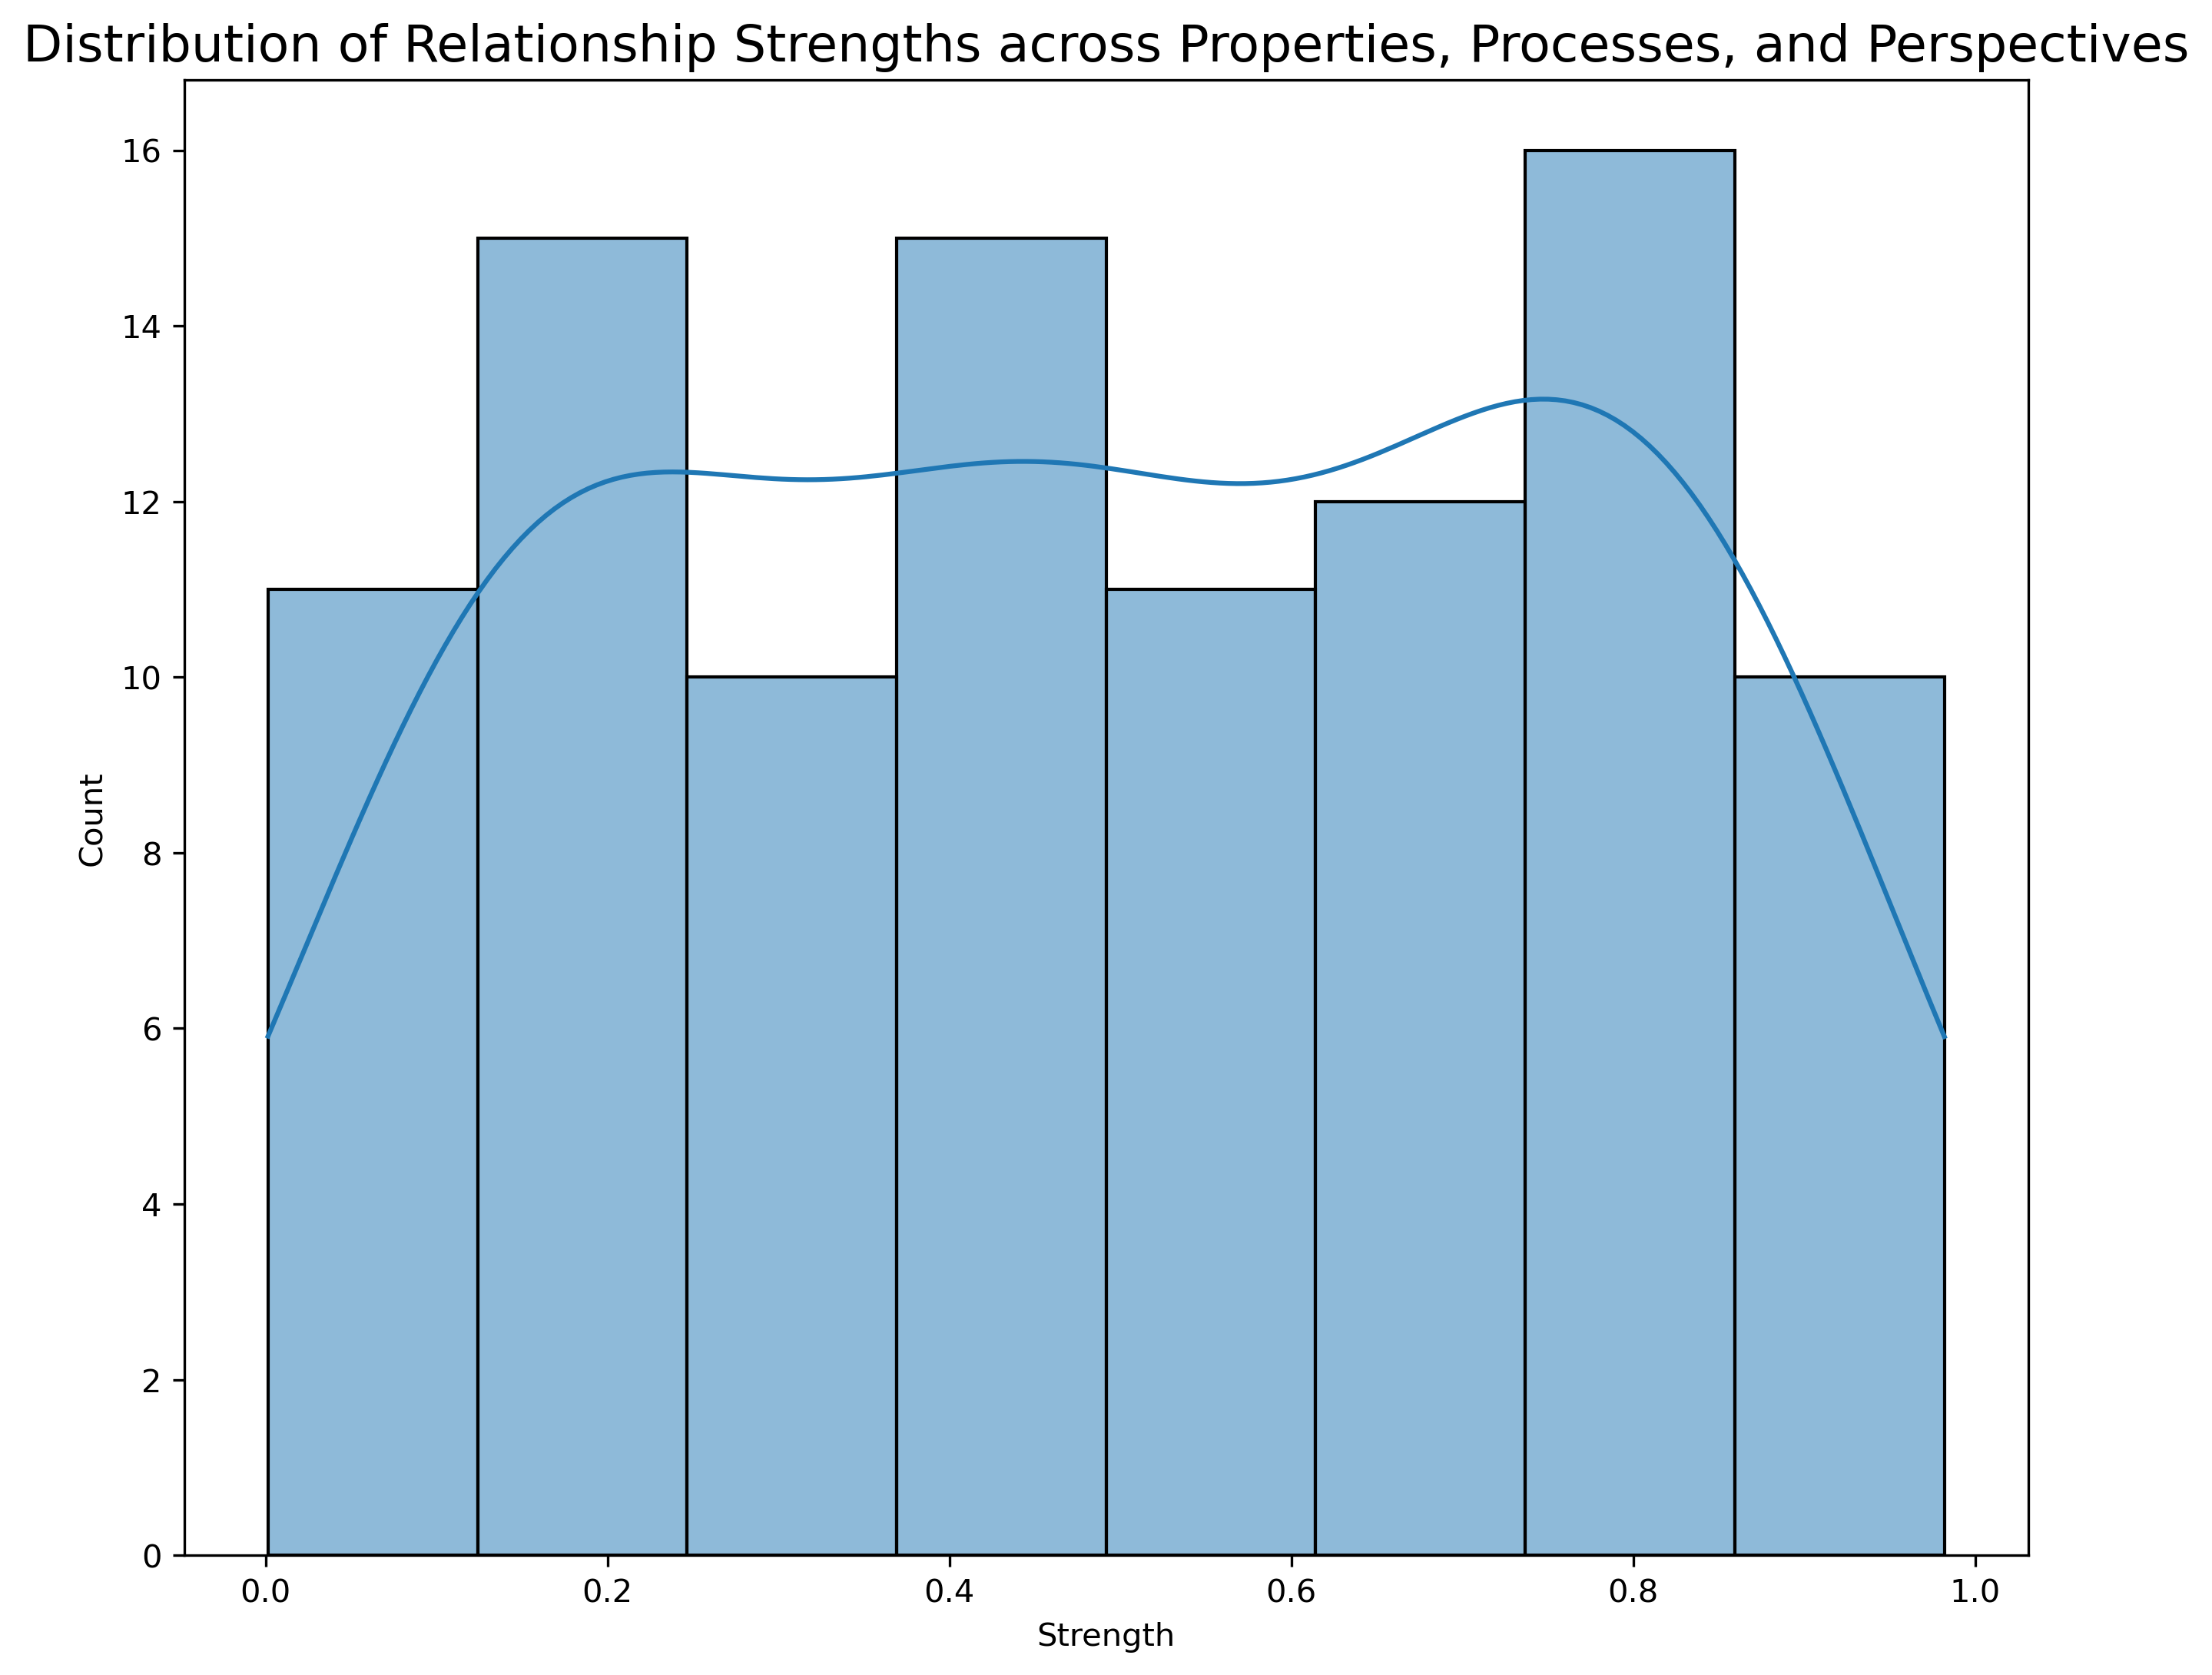 Distribution of Relationship Strengths across Properties, Processes, and Perspectives
16
14
12
10
8
6
4
2
0
Count
0.0 0.2 0.4 0.6 0.8 1.0
Strength